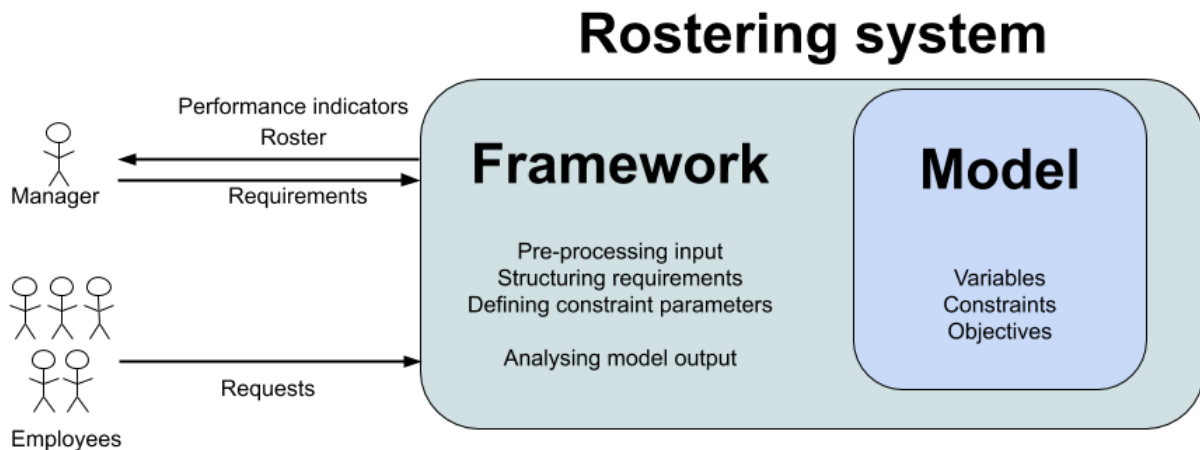 Rostering system
Performance indicators
Roster
Requirements
Manager
Requests
Employees
Framework
Pre-processing input
Structuring requirements
Defining constraint parameters
Analysing model output
Model
Variables
Constraints
Objectives